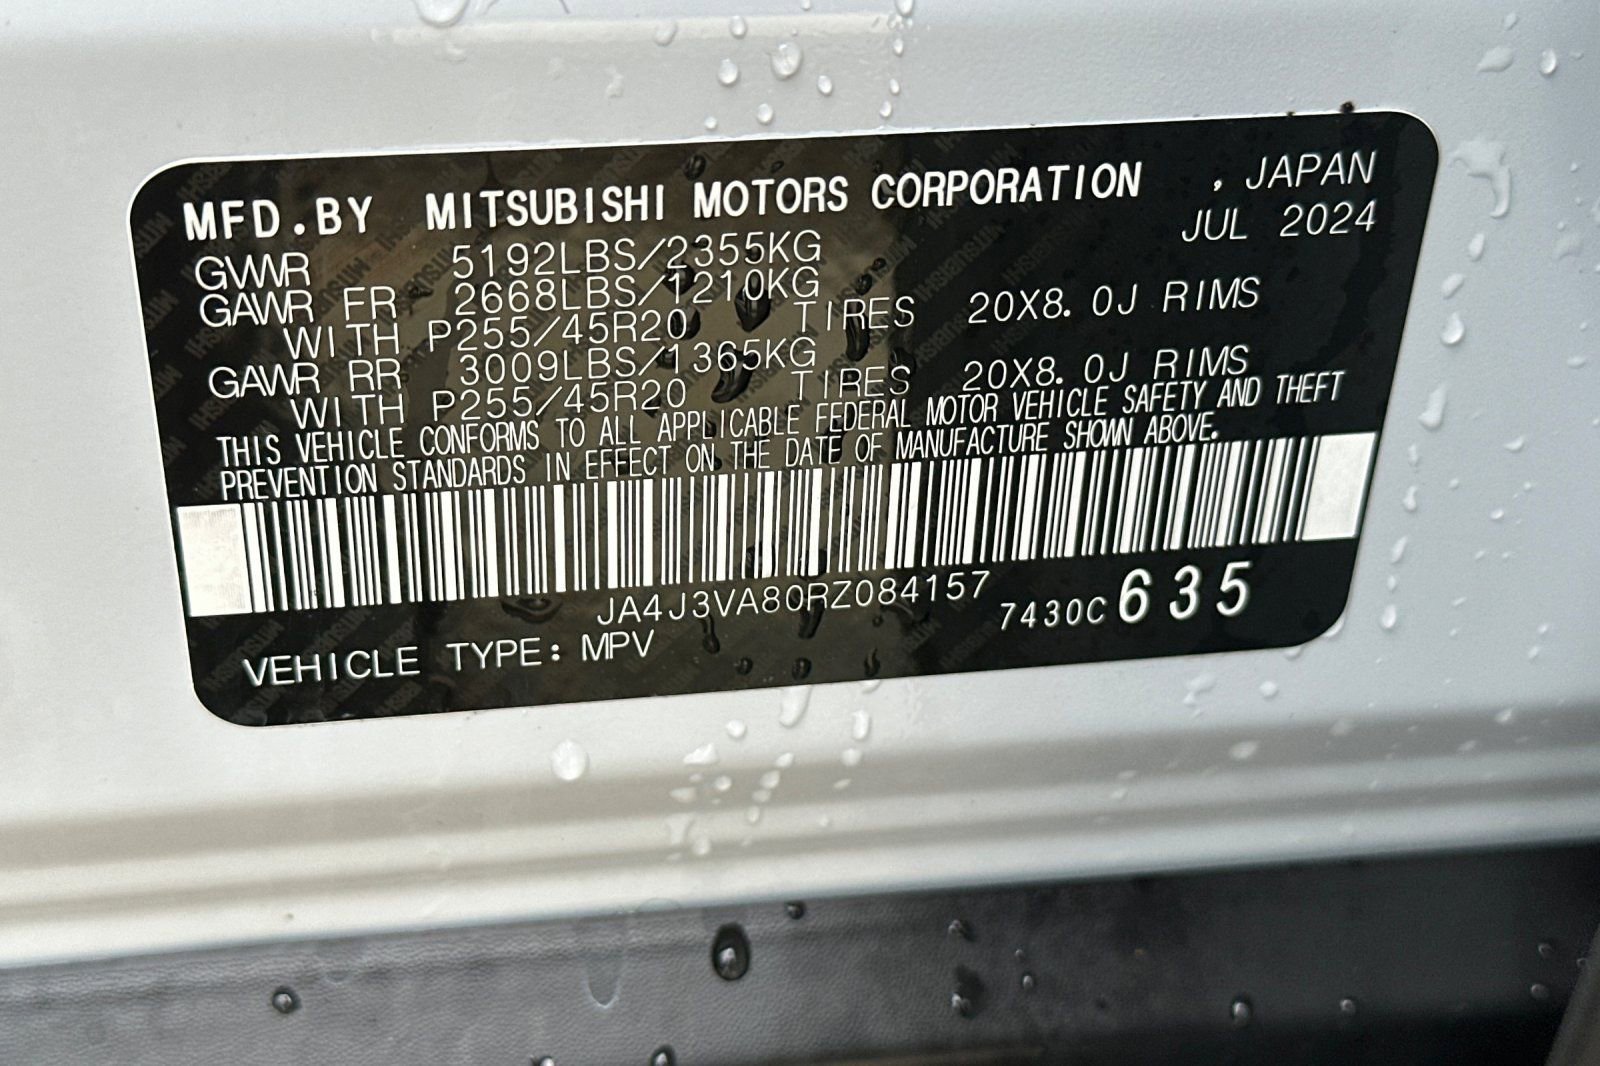 MFD.BY MITSUBISHI MOTORS CORPORATION , JAPAN
JUL 2024
GVWR 5192LBS/2355KG
GAWR FR 2668LBS/1210KG
WITH P255/45R20 TIRES 20X8.0J RIMS
GAWR RR 3009LBS/1365KG
WITH P255/45R20 TIRES 20X8.0J RIMS
THIS VEHICLE CONFORMS TO ALL APPLICABLE FEDERAL MOTOR VEHICLE SAFETY AND THEFT
PREVENTION STANDARDS IN EFFECT ON THE DATE OF MANUFACTURE SHOWN ABOVE.
JA4J3VA80RZ084157
7430C 635
VEHICLE TYPE: MPV